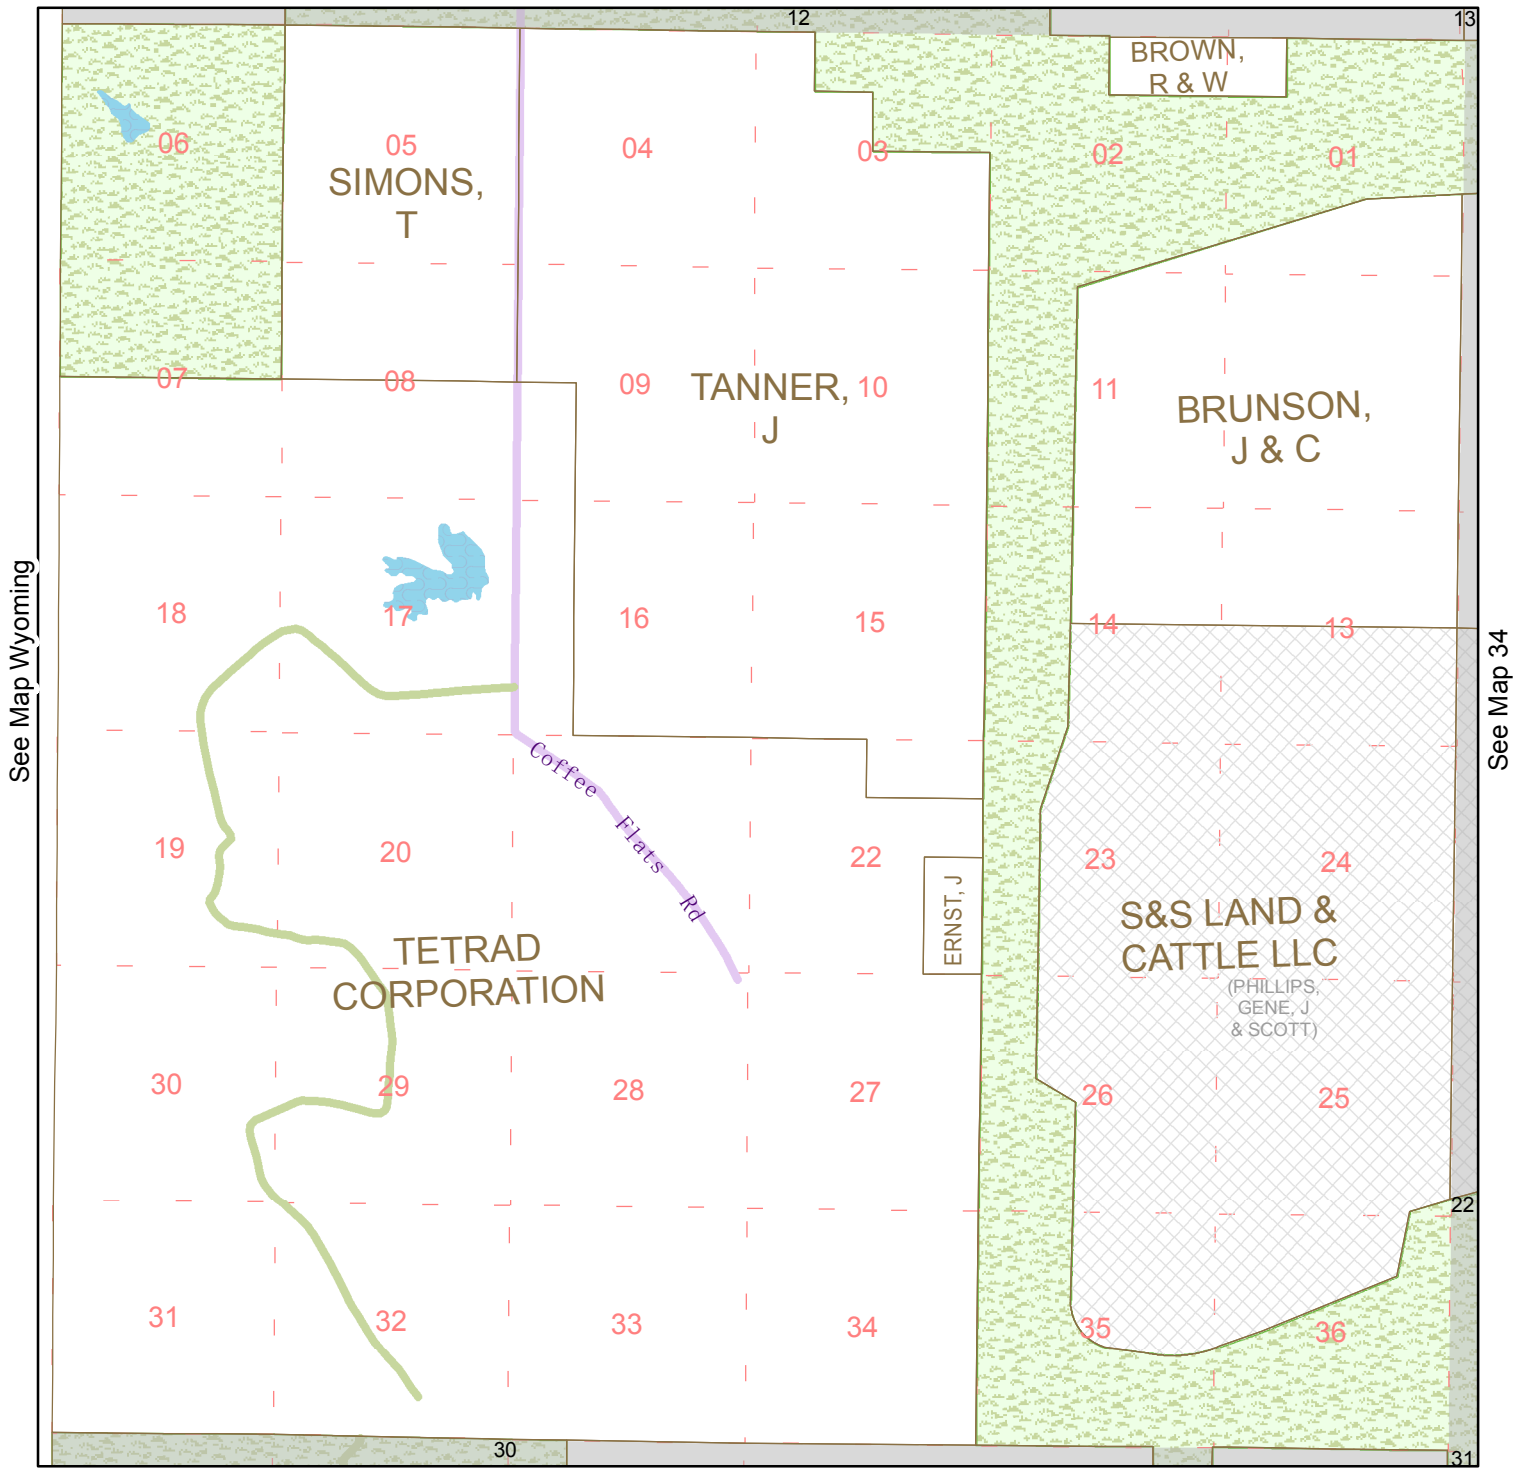 12
13
BROWN,
R & W
06
05
04
03
02
01
SIMONS,
T
07
08
09
10
11
TANNER,
J
BRUNSON,
J & C
See Map Wyoming
18
17
16
15
14
13
See Map 34
Coffee Flats Rd
19
20
22
23
24
ERNST, J
S&S LAND &
CATTLE LLC
(PHILLIPS,
GENE, J
& SCOTT)
TETRAD
CORPORATION
30
29
28
27
26
25
22
31
32
33
34
35
36
30
31